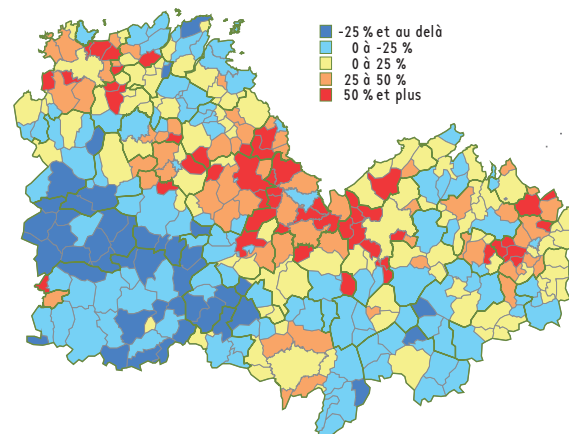 -25 % et au delà
0 à -25 %
0 à 25 %
25 à 50 %
50 % et plus